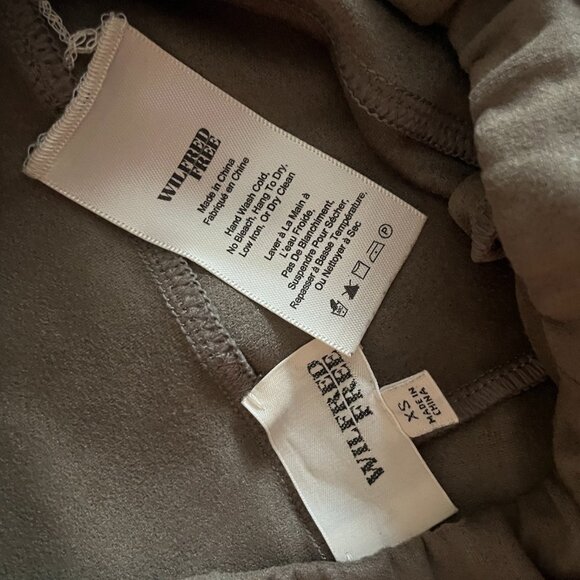 WILFRED
FREE
Made In China
Fabriqué en Chine
Hand Wash Cold,
No Bleach, Hang To Dry,
Low Iron, Or Dry Clean
Laver à La Main à
L'eau Froide,
Pas De Blanchiment,
Suspendre Pour Sécher,
Repasser à Basse Température,
Ou Nettoyer à Sec
P
WILFRED
FREE
XS
MADE IN
CHINA